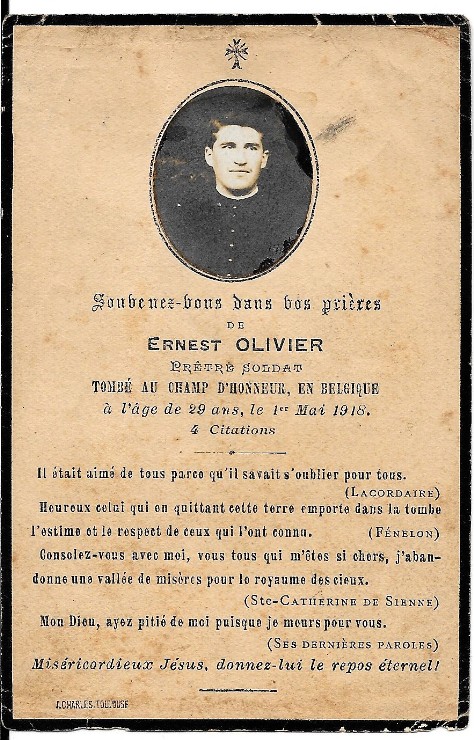 Souvenez-vous dans vos prières
DE
ERNEST OLIVIER
PRÊTRE SOLDAT
TOMBÉ AU CHAMP D'HONNEUR, EN BELGIQUE
à l'âge de 29 ans, le 1er Mai 1918.
4 Citations
Il était aimé de tous parce qu'il savait s'oublier pour tous.
(LACORDAIRE)
Heureux celui qui en quittant cette terre emporte dans la tombe
l'estime et le respect de ceux qui l'ont connu. (FÉNELON)
Consolez-vous avec moi, vous tous qui m'êtes si chers, j'aban-
donne une vallée de misères pour le royaume des cieux.
(Ste-CATHERINE DE SIENNE)
Mon Dieu, ayez pitié de moi puisque je meurs pour vous.
(SES DERNIÈRES PAROLES)
Miséricordieux Jésus, donnez-lui le repos éternel!
J. CHARLES. TOULOUSE